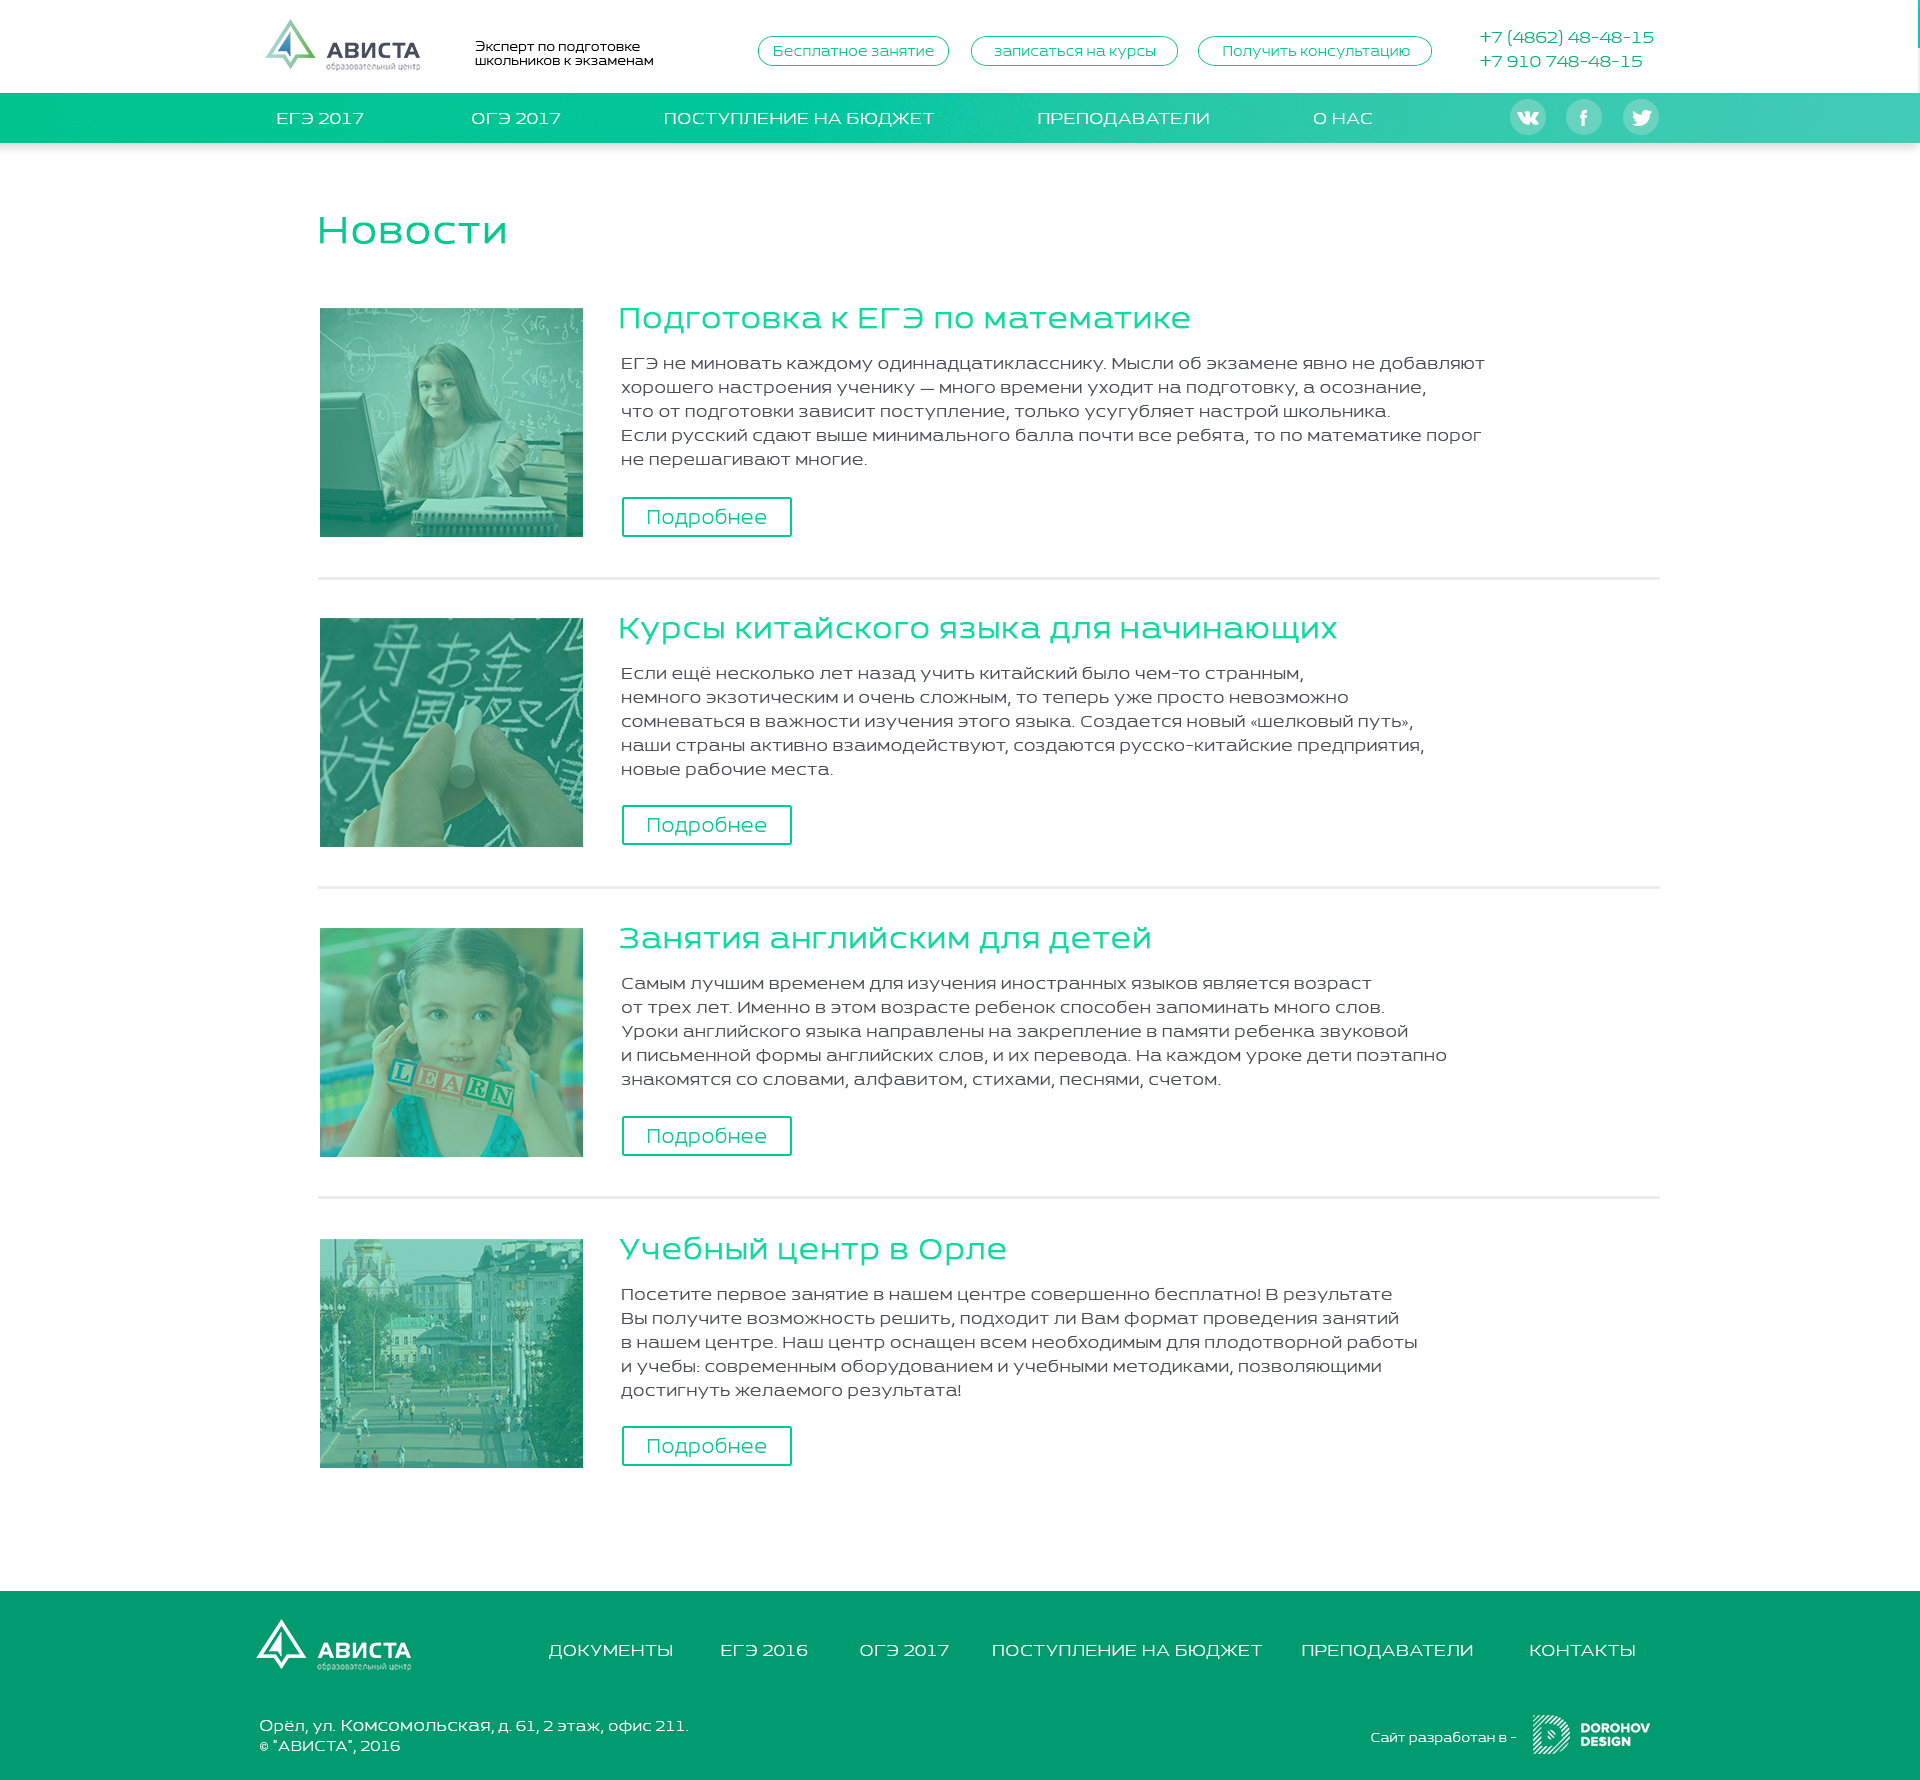 АВИСТА
образовательный центр
Эксперт по подготовке
школьников к экзаменам
Бесплатное занятие
записаться на курсы
Получить консультацию
+7 (4862) 48-48-15
+7 910 748-48-15
ЕГЭ 2017
ОГЭ 2017
ПОСТУПЛЕНИЕ НА БЮДЖЕТ
ПРЕПОДАВАТЕЛИ
О НАС
Новости
Подготовка к ЕГЭ по математике
ЕГЭ не миновать каждому одиннадцатикласснику. Мысли об экзамене явно не добавляют
хорошего настроения ученику — много времени уходит на подготовку, а осознание,
что от подготовки зависит поступление, только усугубляет настрой школьника.
Если русский сдают выше минимального балла почти все ребята, то по математике порог
не перешагивают многие.
Подробнее
Курсы китайского языка для начинающих
Если ещё несколько лет назад учить китайский было чем-то странным,
немного экзотическим и очень сложным, то теперь уже просто невозможно
сомневаться в важности изучения этого языка. Создается новый «шелковый путь»,
наши страны активно взаимодействуют, создаются русско-китайские предприятия,
новые рабочие места.
Подробнее
母お金
父国
Занятия английским для детей
Самым лучшим временем для изучения иностранных языков является возраст
от трех лет. Именно в этом возрасте ребенок способен запоминать много слов.
Уроки английского языка направлены на закрепление в памяти ребенка звуковой
и письменной формы английских слов, и их перевода. На каждом уроке дети поэтапно
знакомятся со словами, алфавитом, стихами, песнями, счетом.
Подробнее
LEARN
Учебный центр в Орле
Посетите первое занятие в нашем центре совершенно бесплатно! В результате
Вы получите возможность решить, подходит ли Вам формат проведения занятий
в нашем центре. Наш центр оснащен всем необходимым для плодотворной работы
и учебы: современным оборудованием и учебными методиками, позволяющими
достигнуть желаемого результата!
Подробнее
АВИСТА
образовательный центр
ДОКУМЕНТЫ
ЕГЭ 2016
ОГЭ 2017
ПОСТУПЛЕНИЕ НА БЮДЖЕТ
ПРЕПОДАВАТЕЛИ
КОНТАКТЫ
Орёл, ул. Комсомольская, д. 61, 2 этаж, офис 211.
© "АВИСТА", 2016
Сайт разработан в -
DOROHOV
DESIGN